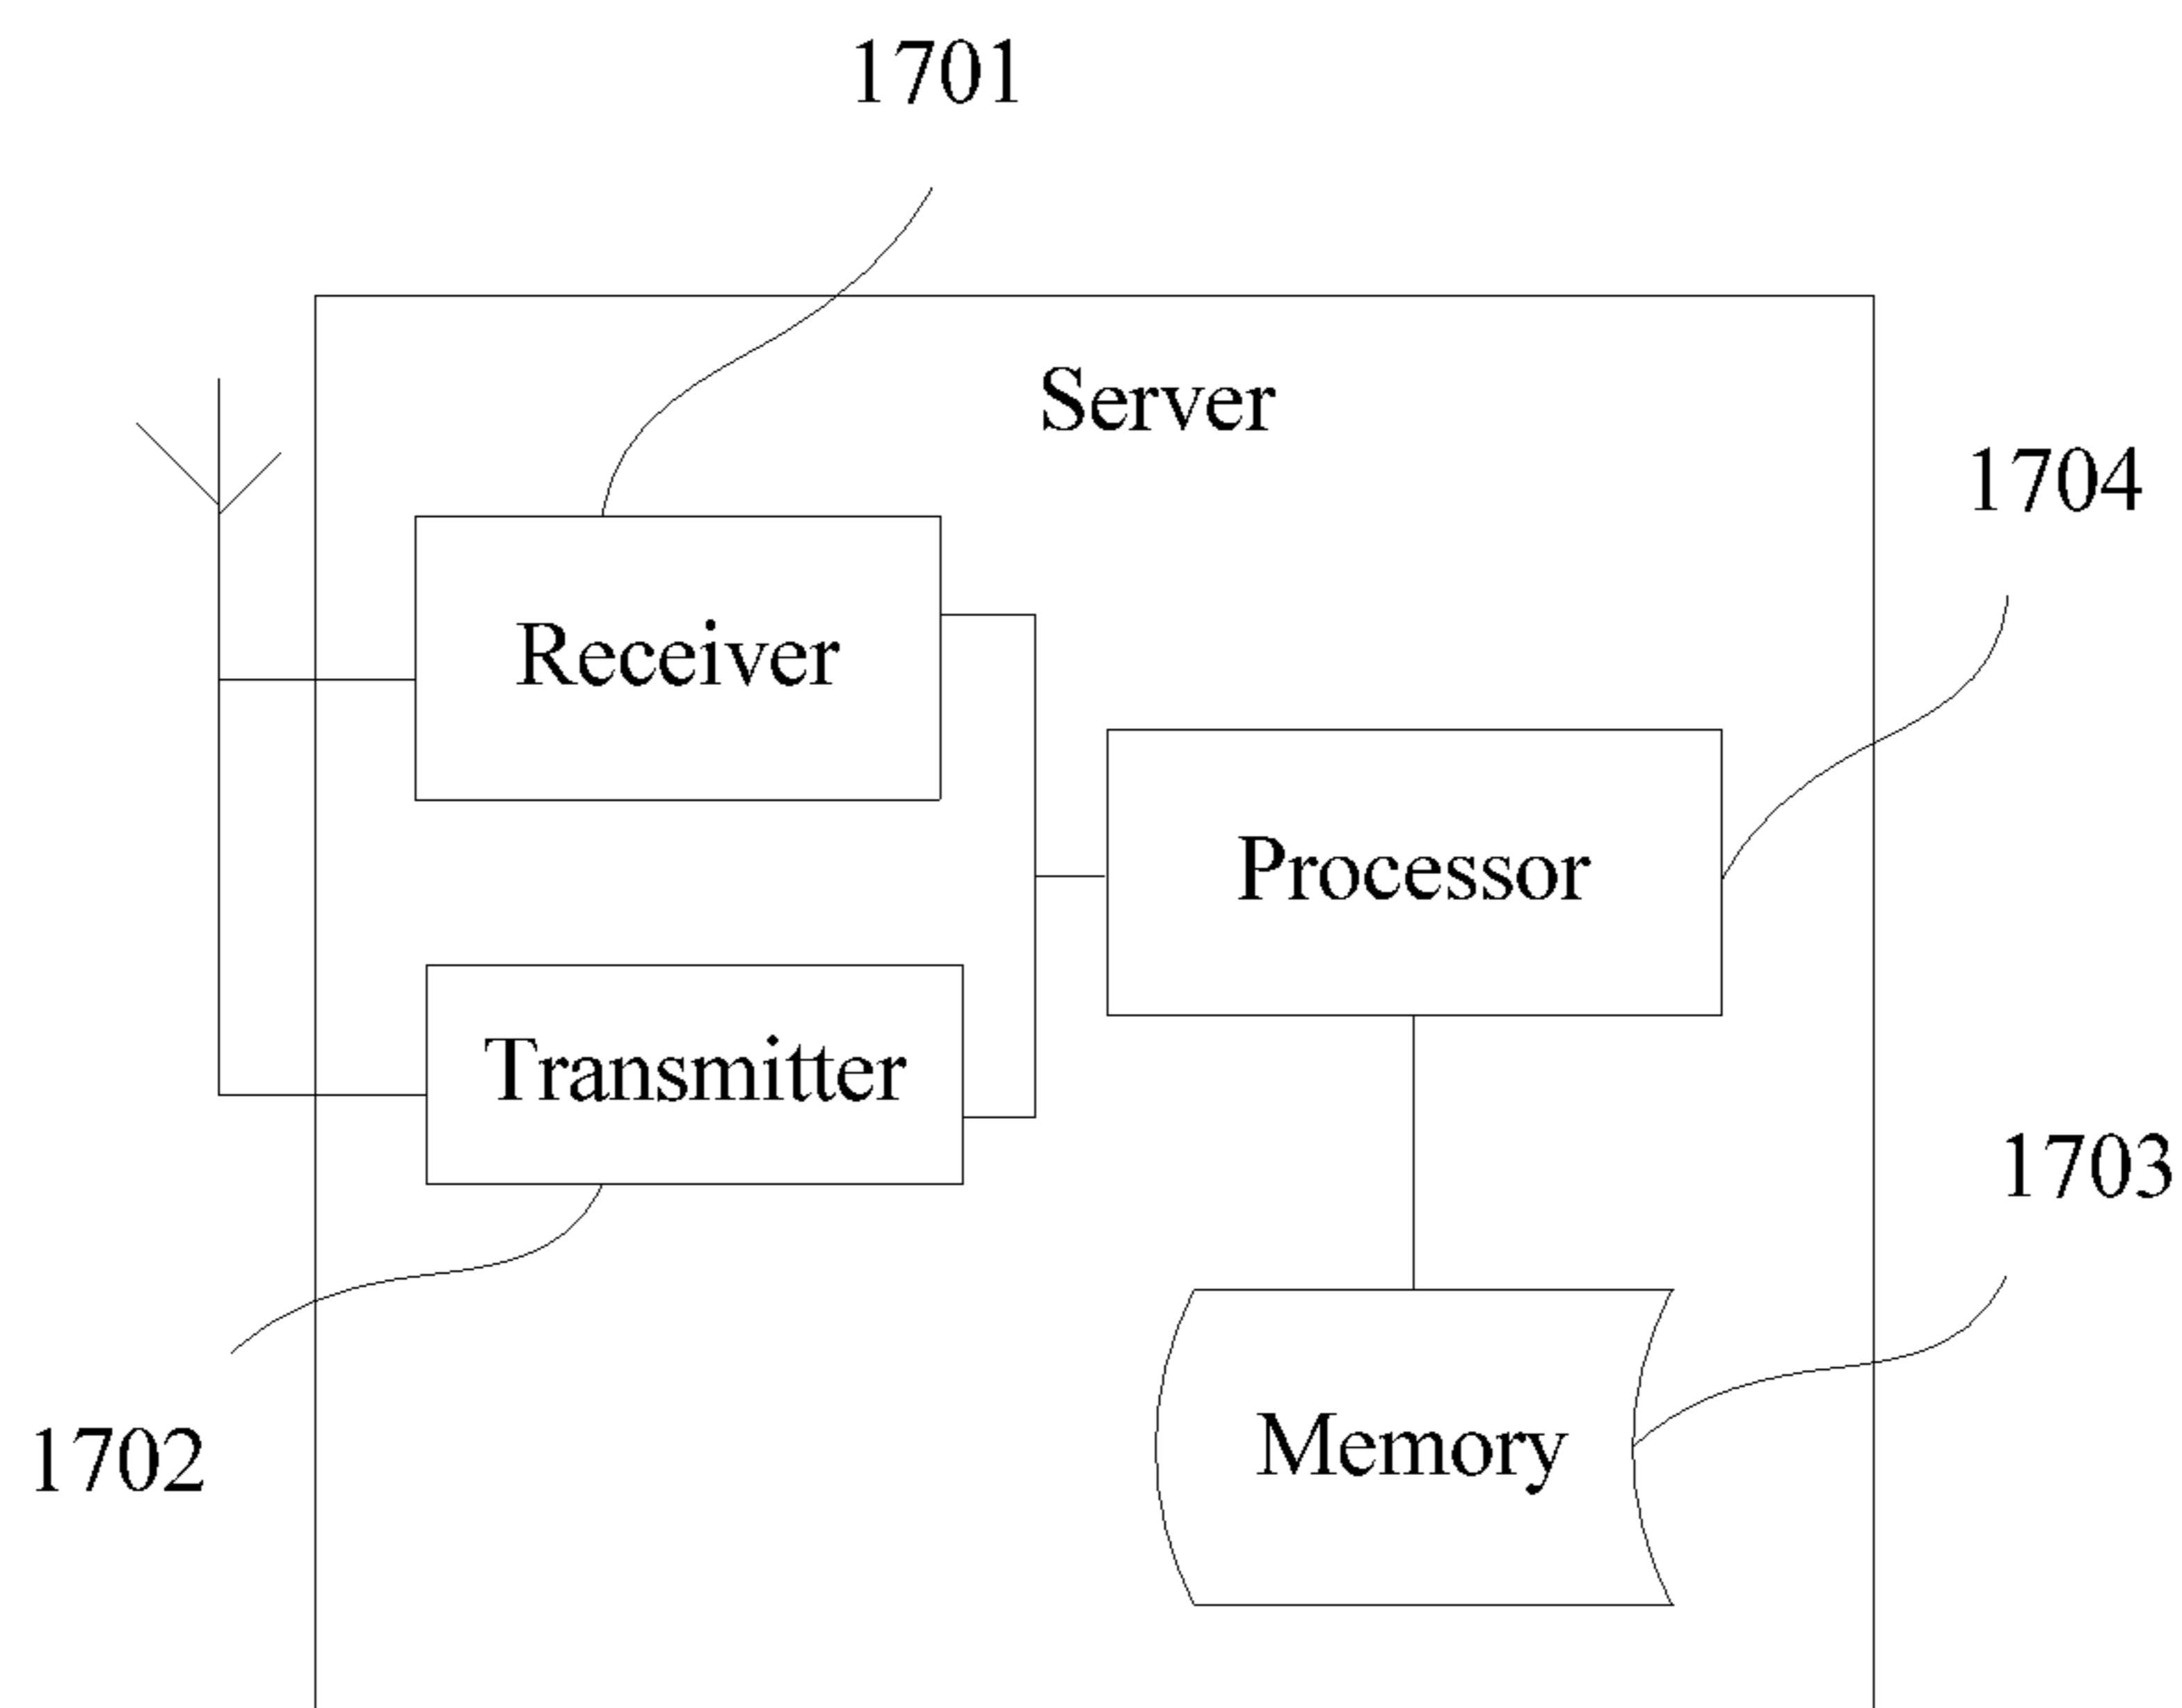 1701
Server
1704
Receiver
Processor
Transmitter
1703
1702
Memory